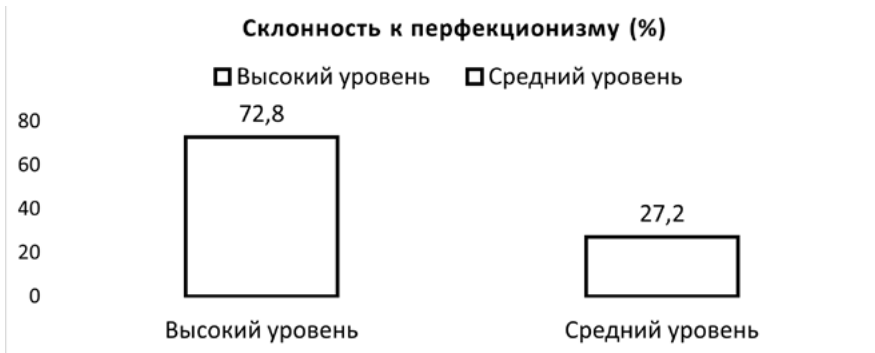 Склонность к перфекционизму (%)
Высокий уровень Средний уровень
80
60
40
20
0
72,8
27,2
Высокий уровень Средний уровень